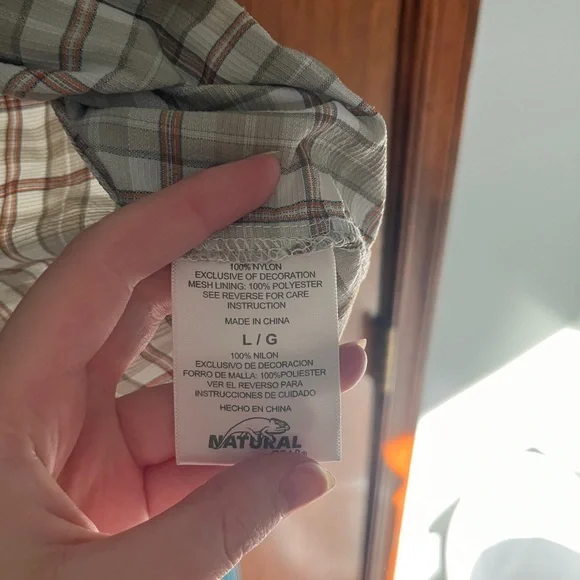 100% NYLON
EXCLUSIVE OF DECORATION
MESH LINING: 100% POLYESTER
SEE REVERSE FOR CARE
INSTRUCTION
MADE IN CHINA
L / G
100% NILON
EXCLUSIVO DE DECORACION
FORRO DE MALLA: 100%POLIESTER
VER EL REVERSO PARA
INSTRUCCIONES DE CUIDADO
HECHO EN CHINA
NATURAL